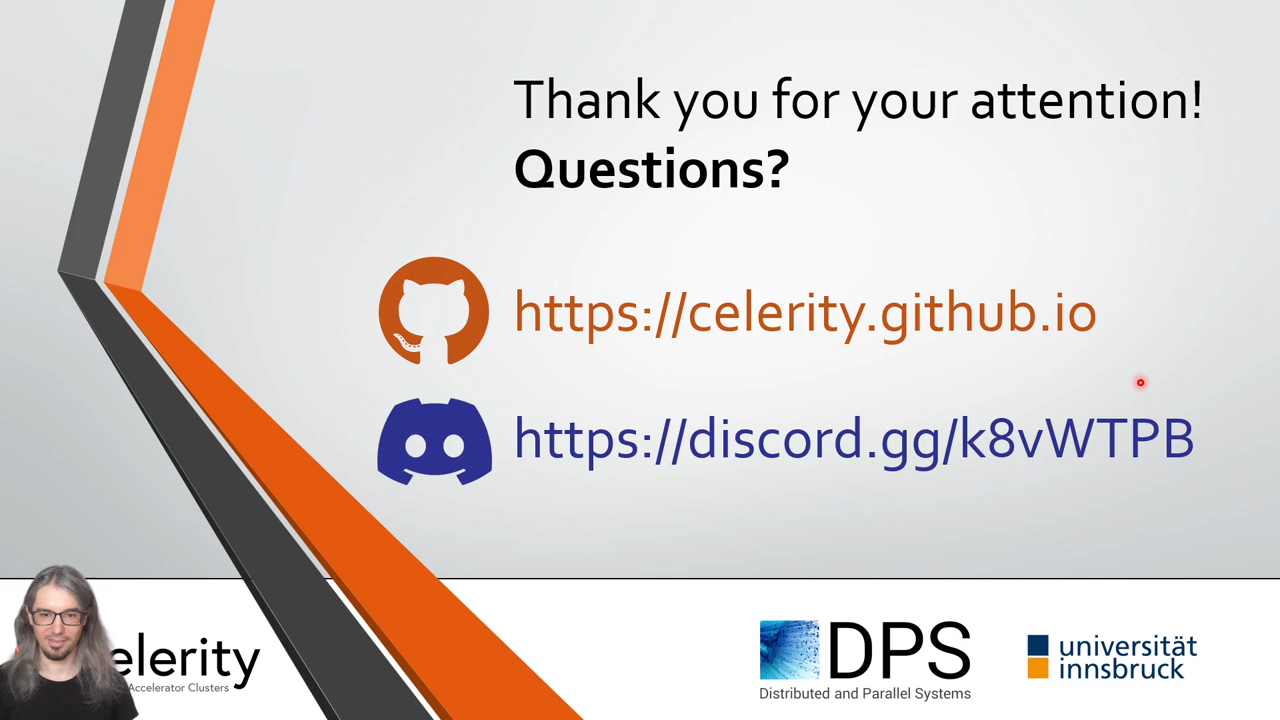 Thank you for your attention!
Questions?
https://celerity.github.io
https://discord.gg/k8vWTPB
elerity
Accelerator Clusters
DPS
Distributed and Parallel Systems
universität
innsbruck